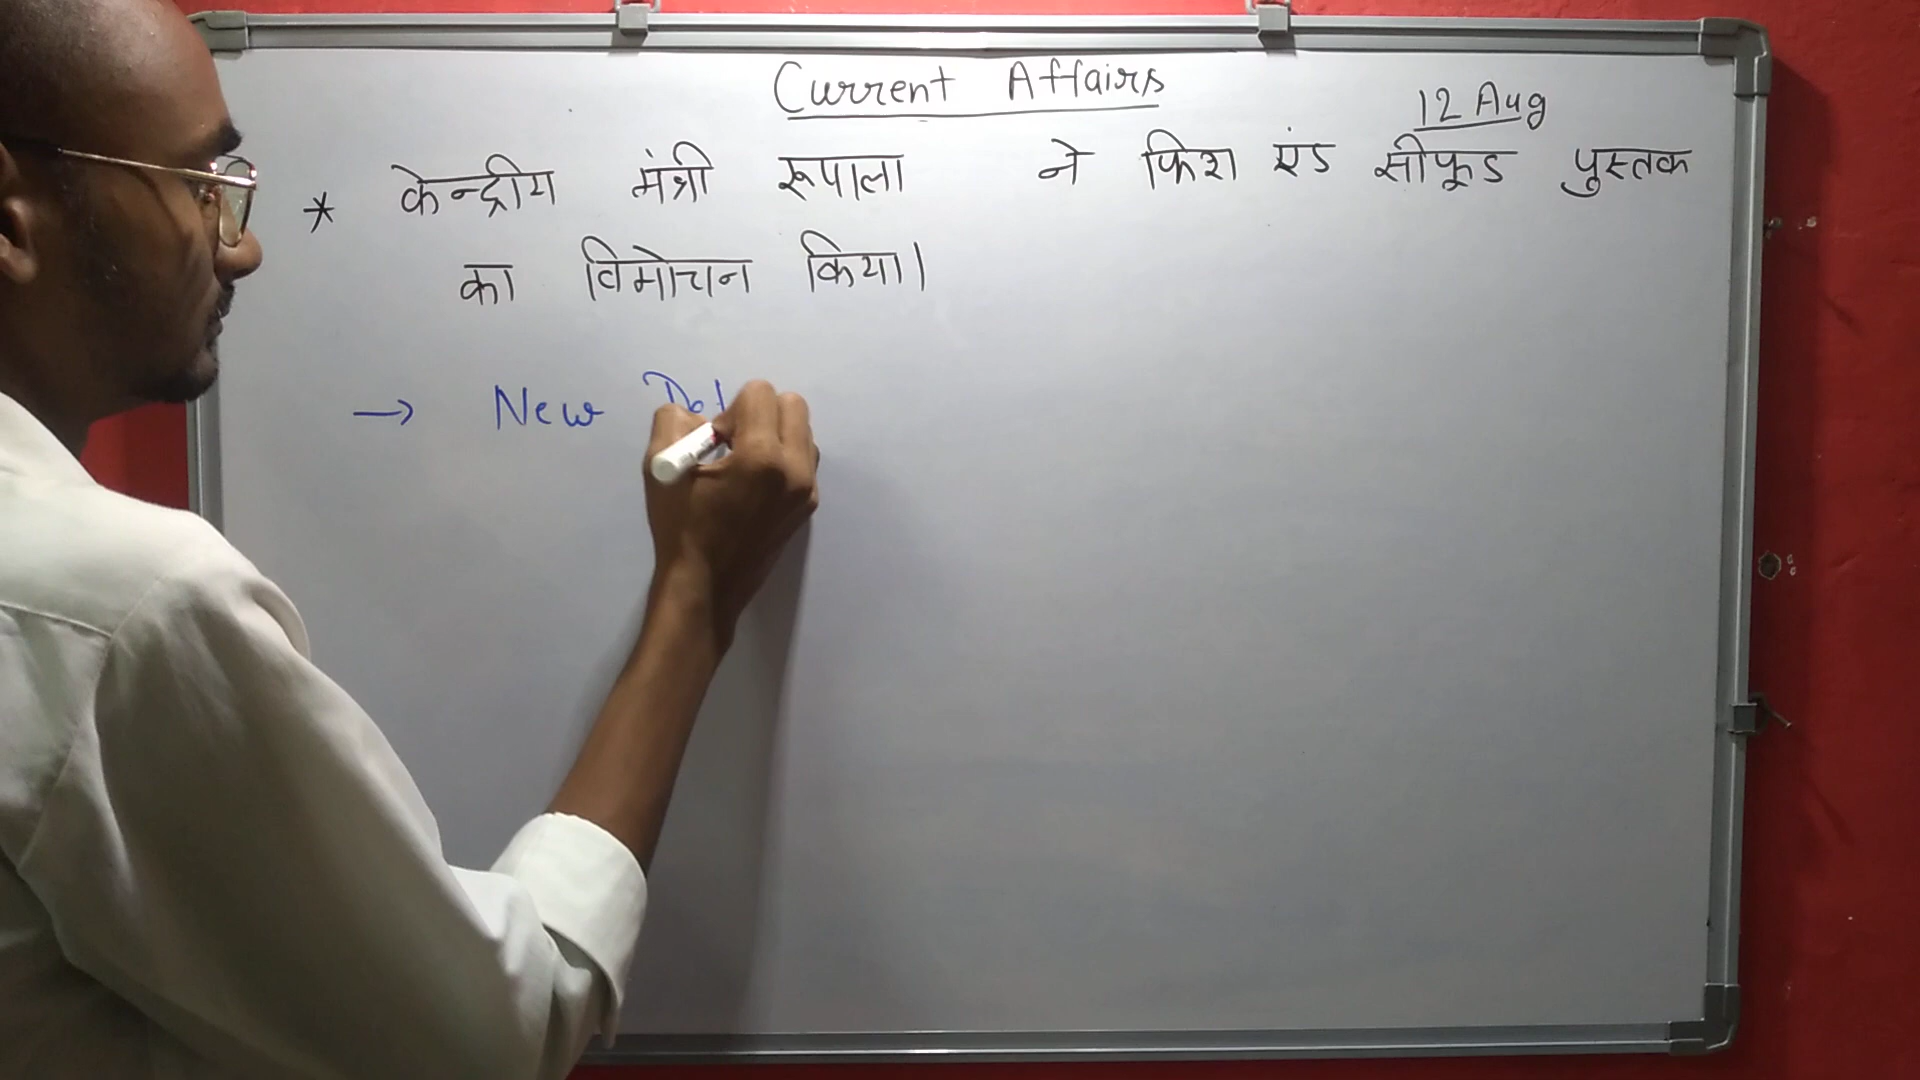 Current Affairs
12 Aug
* केन्द्रीय मंत्री रूपाला ने फिश एंड सीफूड पुस्तक
का विमोचन किया।
→ New